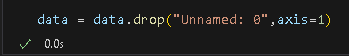 data = data.drop("Unnamed: 0",axis=1)
0.0s